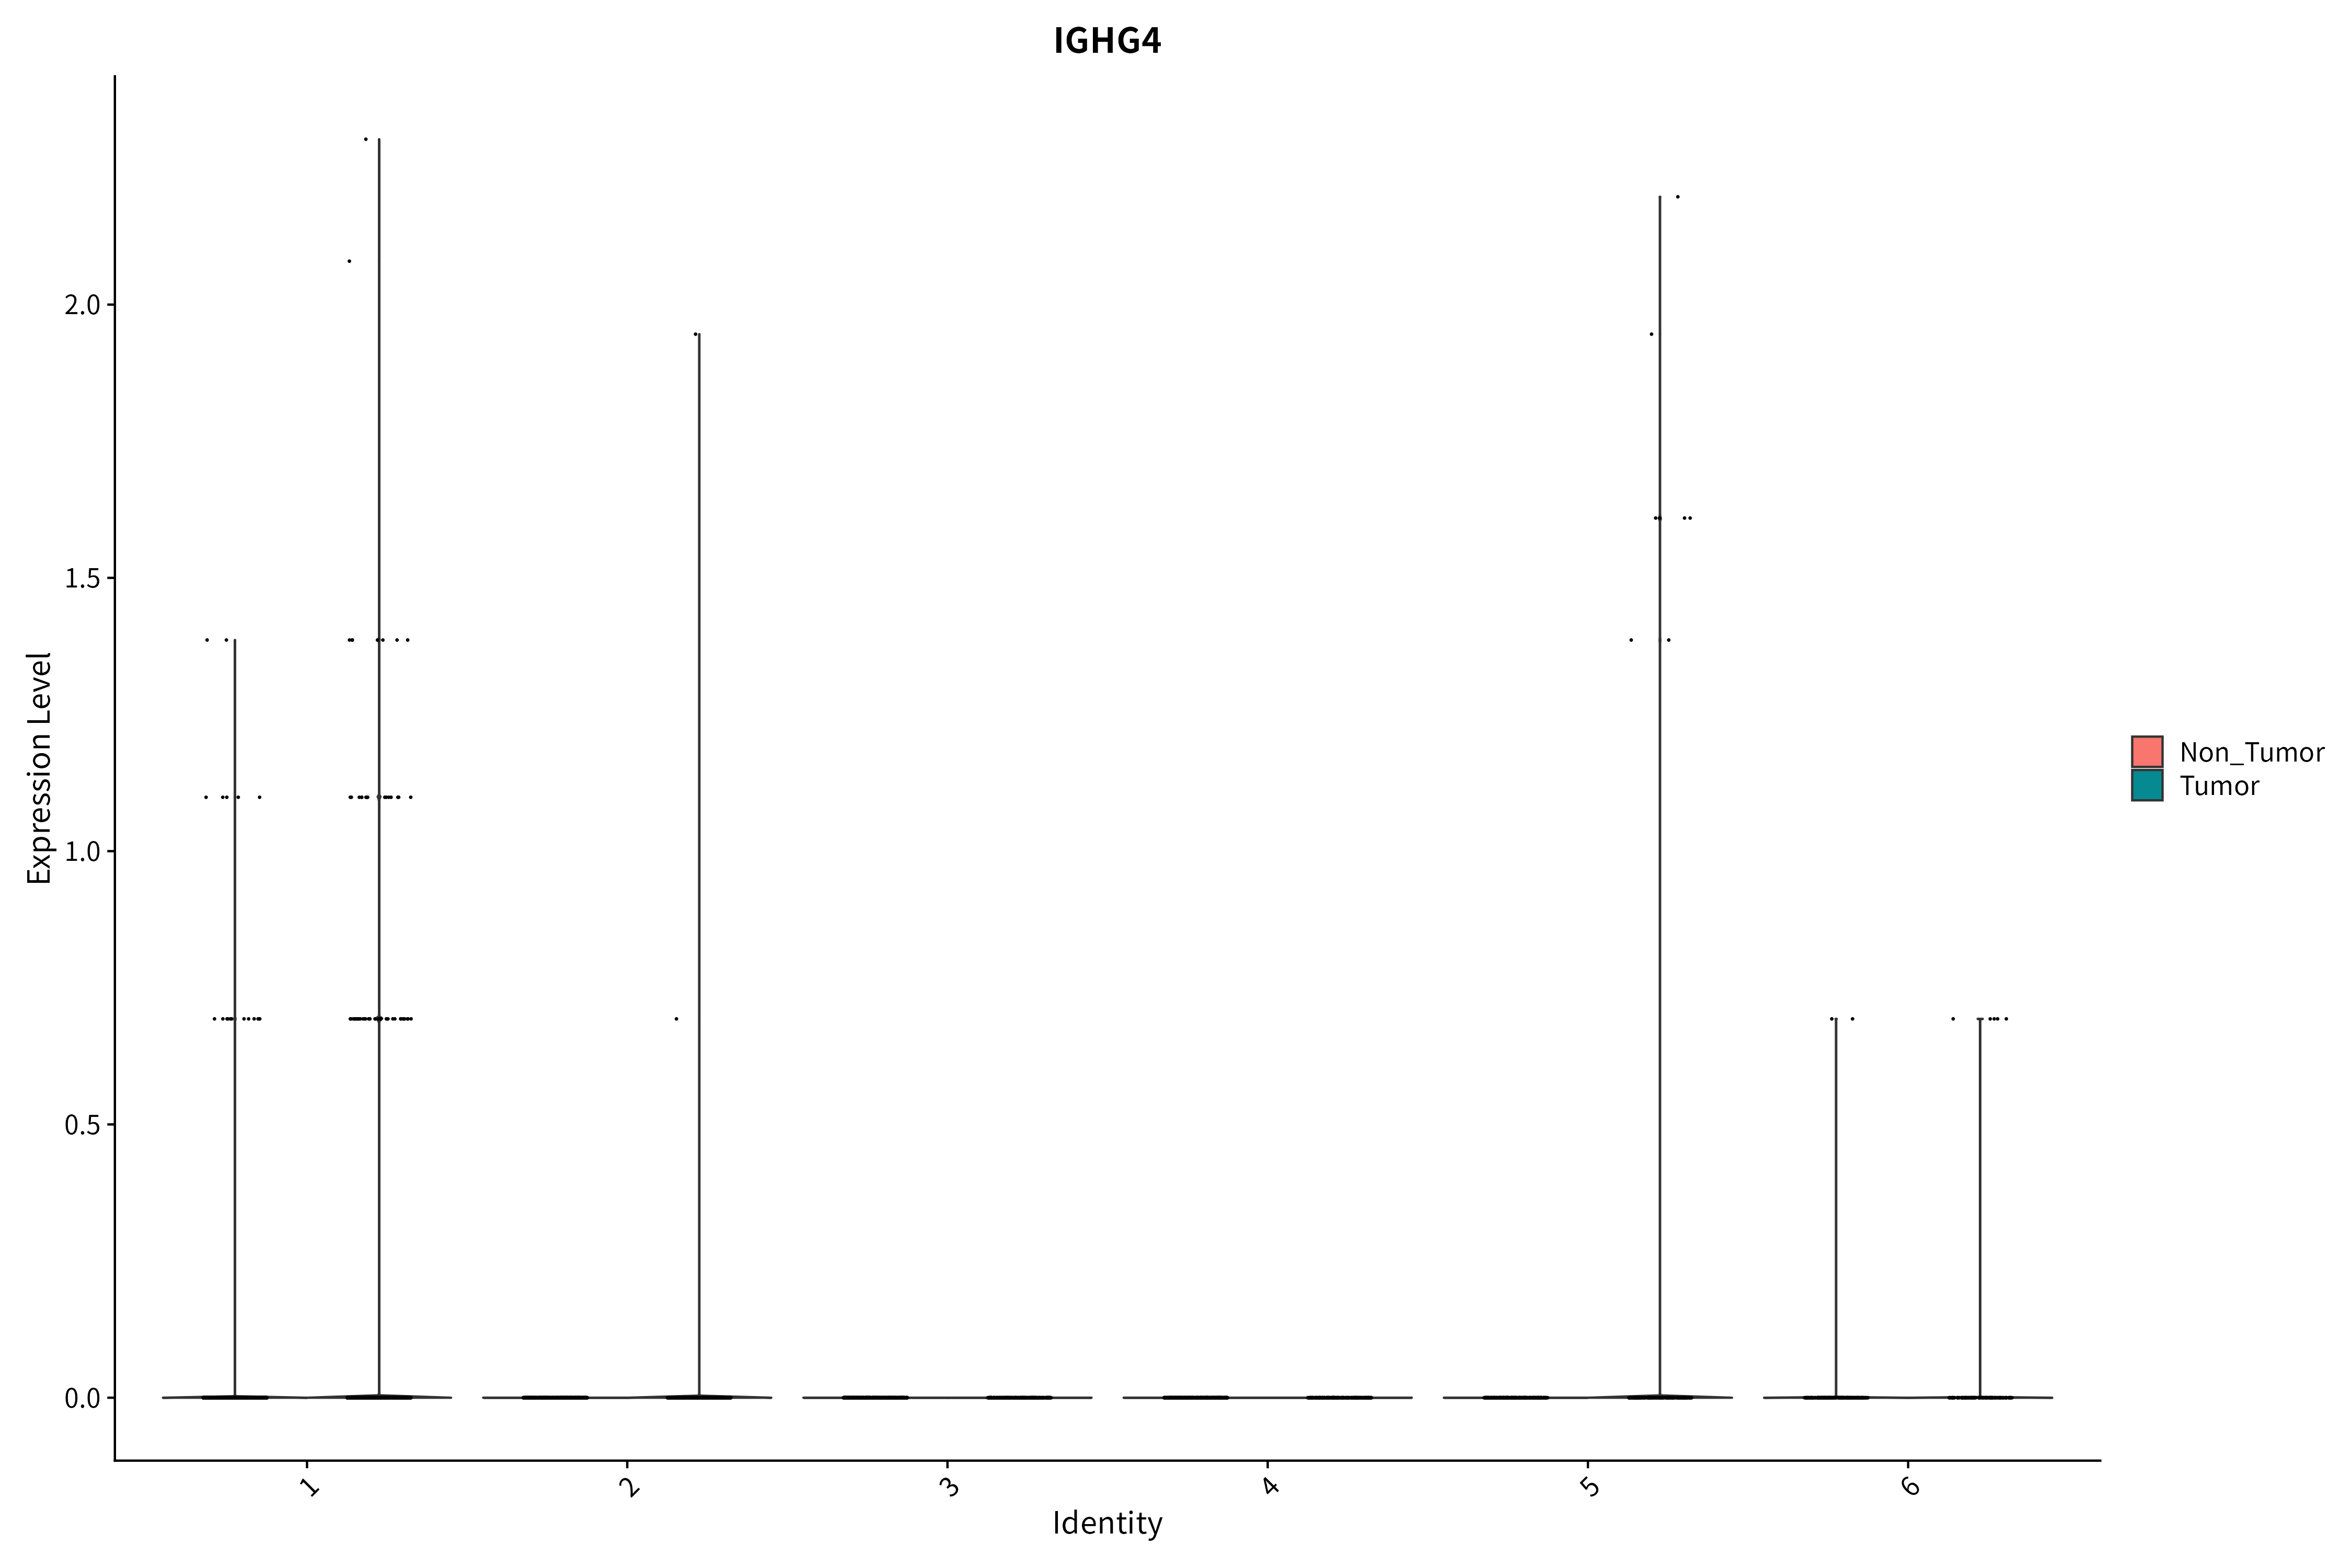 IGHG4
Expression Level
2.0
1.5
1.0
0.5
0.0
1
2
3
4
5
6
Identity
Non_Tumor
Tumor